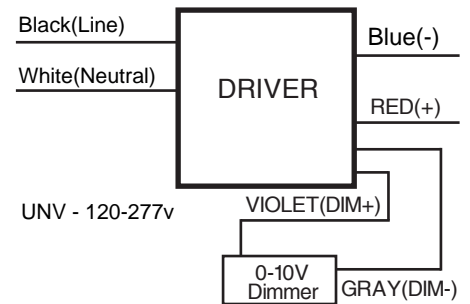 Black(Line)
Blue(-)
White(Neutral)
DRIVER
RED(+)
UNV - 120-277v
VIOLET(DIM+)
0-10V
Dimmer
GRAY(DIM-)